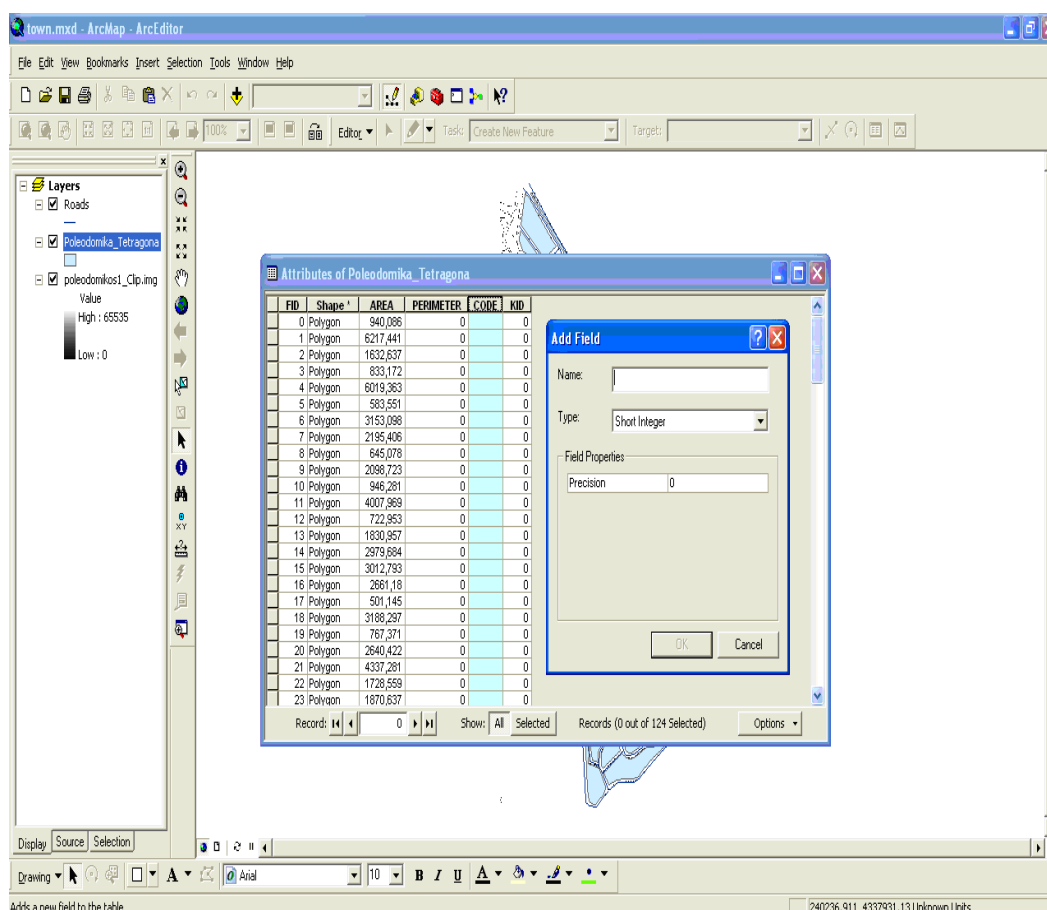 town.mxd - ArcMap - ArcEditor
File Edit View Bookmarks Insert Selection Tools Window Help
100% Editor Task: Create New Feature Target:
Layers
Roads
Poleodomika_Tetragona
poleodomikos1_Clip.img
Value
High : 65535
Low : 0
XY
Attributes of Poleodomika_Tetragona
FID Shape * AREA PERIMETER CODE KID
0 Polygon 940,086 0 0
1 Polygon 6217,441 0 0
2 Polygon 1632,637 0 0
3 Polygon 833,172 0 0
4 Polygon 6019,363 0 0
5 Polygon 583,551 0 0
6 Polygon 3153,098 0 0
7 Polygon 2195,406 0 0
8 Polygon 645,078 0 0
9 Polygon 2098,723 0 0
10 Polygon 946,281 0 0
11 Polygon 4007,969 0 0
12 Polygon 722,953 0 0
13 Polygon 1830,957 0 0
14 Polygon 2979,684 0 0
15 Polygon 3012,793 0 0
16 Polygon 2661,18 0 0
17 Polygon 501,145 0 0
18 Polygon 3188,297 0 0
19 Polygon 767,371 0 0
20 Polygon 2640,422 0 0
21 Polygon 4337,281 0 0
22 Polygon 1728,559 0 0
23 Polygon 1870,637 0 0
Record: 0 Show: All Selected Records (0 out of 124 Selected) Options
Add Field
Name:
Type: Short Integer
Field Properties
Precision 0
OK Cancel
Display Source Selection
Drawing A Arial 10 B I U A
Adds a new field to the table 240236,911 4337931,13 Unknown Units